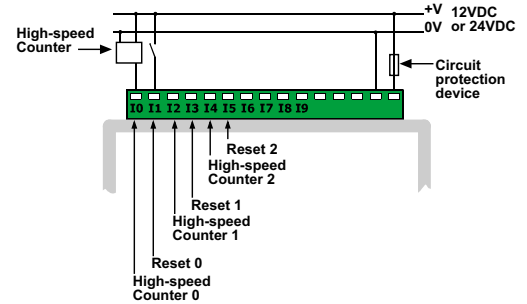 +V 12VDC
0V or 24VDC
High-speed
Counter
Circuit
protection
device
I0 I1 I2 I3 I4 I5 I6 I7 I8 I9
Reset 2
High-speed
Counter 2
Reset 1
High-speed
Counter 1
Reset 0
High-speed
Counter 0